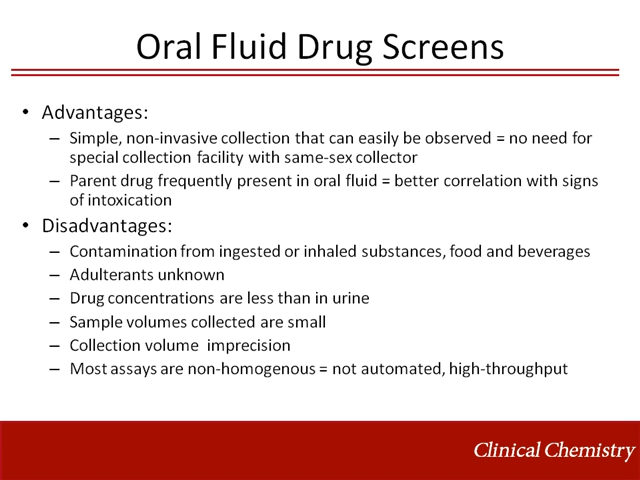 Oral Fluid Drug Screens
• Advantages:
– Simple, non-invasive collection that can easily be observed = no need for
special collection facility with same-sex collector
– Parent drug frequently present in oral fluid = better correlation with signs
of intoxication
• Disadvantages:
– Contamination from ingested or inhaled substances, food and beverages
– Adulterants unknown
– Drug concentrations are less than in urine
– Sample volumes collected are small
– Collection volume  imprecision
– Most assays are non-homogenous = not automated, high-throughput
Clinical Chemistry